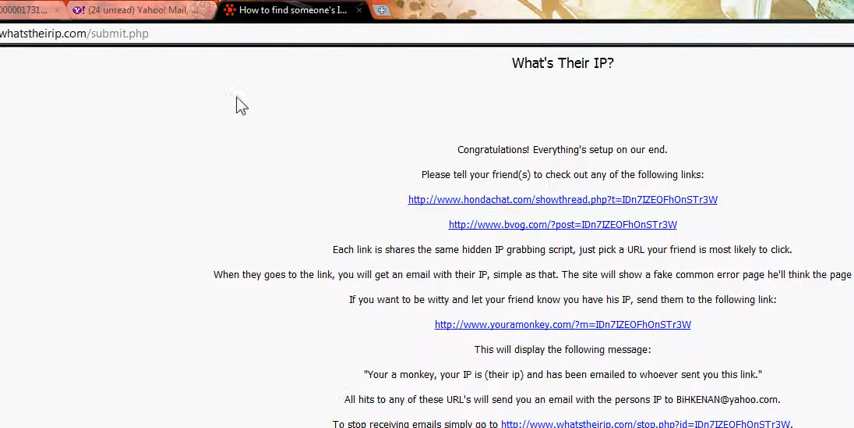 000001731...
(24 unread) Yahoo! Mail, ...
How to find someone's I...
whatstheirip.com/submit.php
What's Their IP?
Congratulations! Everything's setup on our end.
Please tell your friend(s) to check out any of the following links:
http://www.hondachat.com/showthread.php?t=IDn7IZEOFhOnSTr3W
http://www.bvog.com/?post=IDn7IZEOFhOnSTr3W
Each link is shares the same hidden IP grabbing script, just pick a URL your friend is most likely to click.
When they goes to the link, you will get an email with their IP, simple as that. The site will show a fake common error page he'll think the page
If you want to be witty and let your friend know you have his IP, send them to the following link:
http://www.youramonkey.com/?m=IDn7IZEOFhOnSTr3W
This will display the following message:
"Your a monkey, your IP is (their ip) and has been emailed to whoever sent you this link."
All hits to any of these URL's will send you an email with the persons IP to BiHKENAN@yahoo.com.
To stop receiving emails simply go to http://www.whatstheirip.com/stop.php?id=IDn7IZEOFhOnSTr3W.